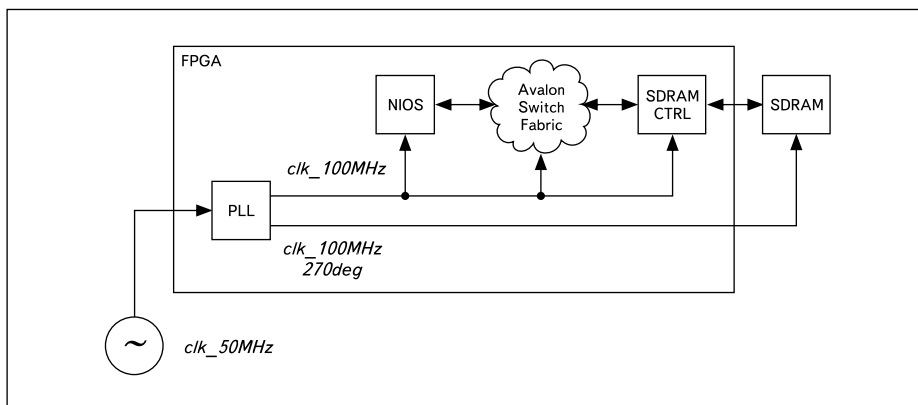 FPGA
NIOS
Avalon
Switch
Fabric
SDRAM
CTRL
SDRAM
clk_100MHz
PLL
clk_100MHz
270deg
~
clk_50MHz